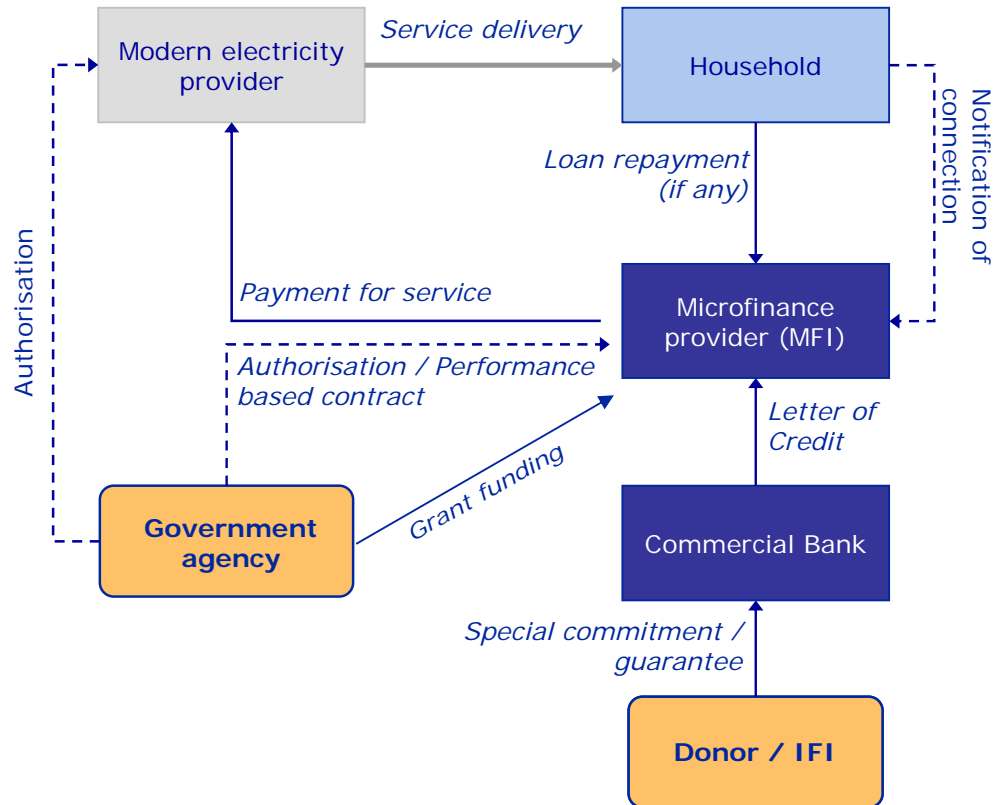 Service delivery
Modern electricity
provider
Household
Notification of
connection
Loan repayment
(if any)
Authorisation
Payment for service
Microfinance
provider (MFI)
Authorisation / Performance
based contract
Letter of
Credit
Grant funding
Government
agency
Commercial Bank
Special commitment /
guarantee
Donor / IFI